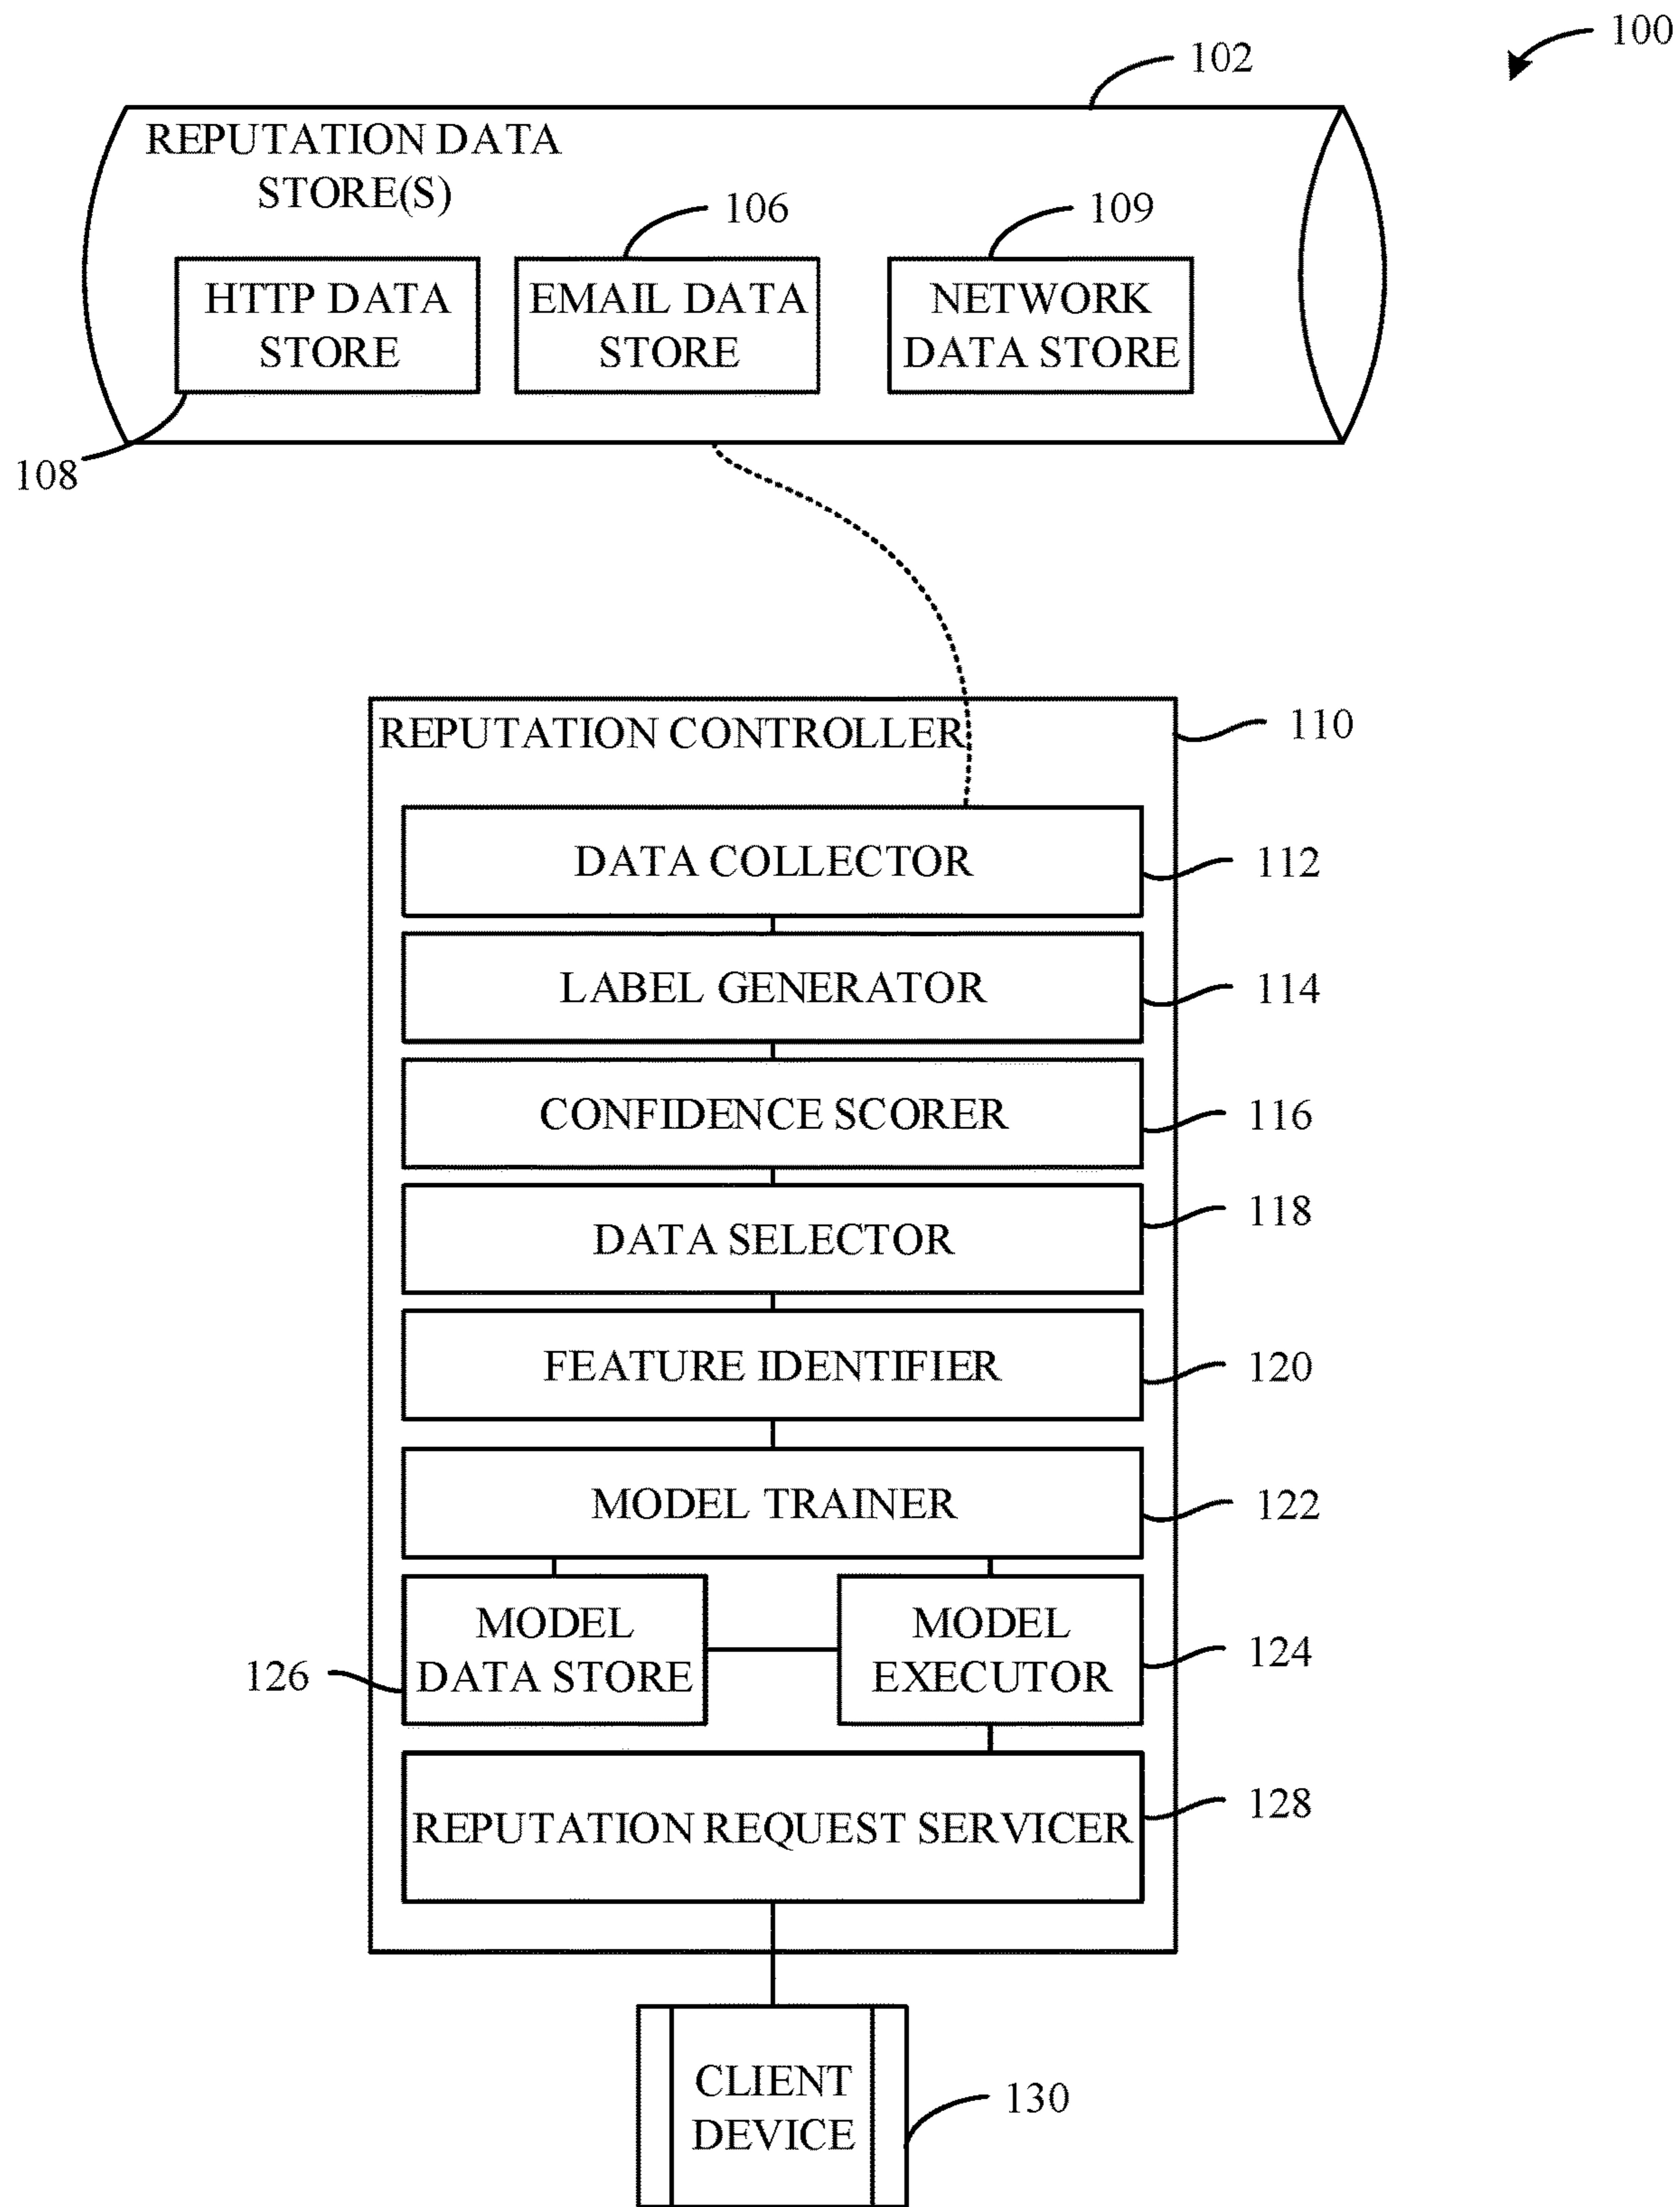 100
102
REPUTATION DATA
STORE(S)
106
109
HTTP DATA
STORE
EMAIL DATA
STORE
NETWORK
DATA STORE
108
REPUTATION CONTROLLER
110
DATA COLLECTOR
112
LABEL GENERATOR
114
CONFIDENCE SCORER
116
DATA SELECTOR
118
FEATURE IDENTIFIER
120
MODEL TRAINER
122
MODEL
DATA STORE
126
MODEL
EXECUTOR
124
REPUTATION REQUEST SERVICER
128
CLIENT
DEVICE
130